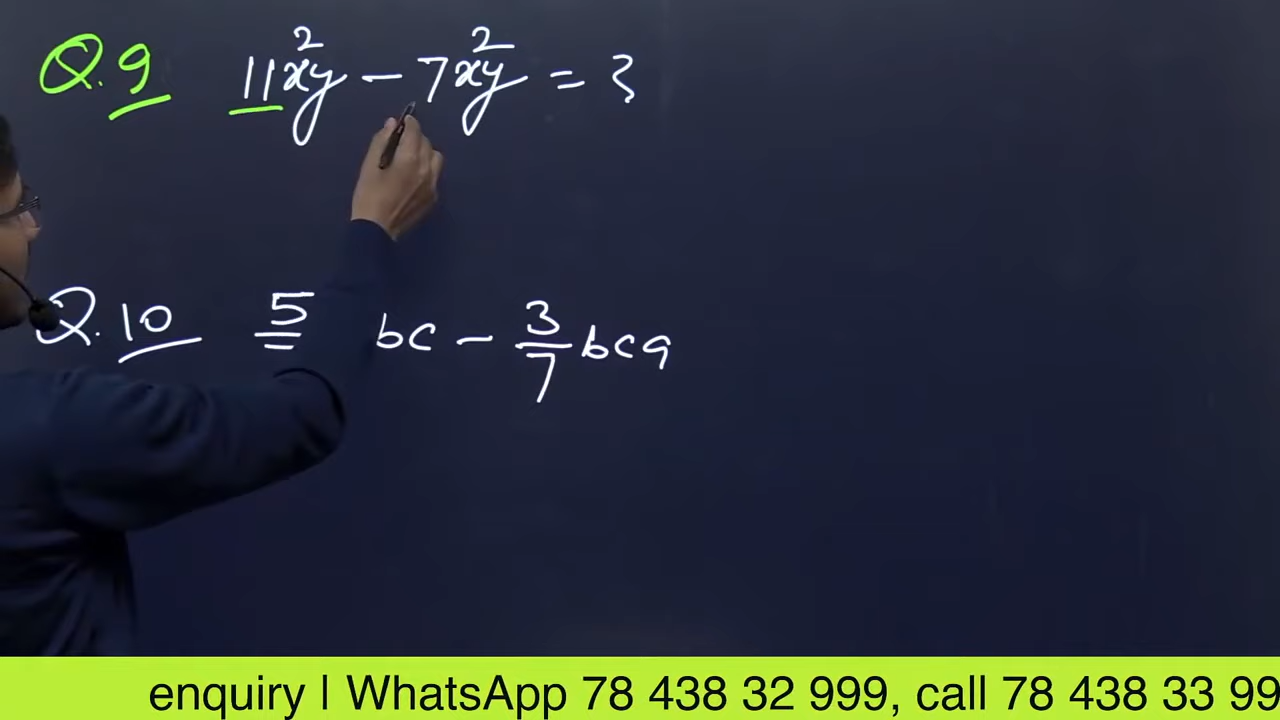 Q.9 11x²y - 7x²y = ?
Q.10 5 bc - 3/7 bca
enquiry | WhatsApp 78 438 32 999, call 78 438 33 99